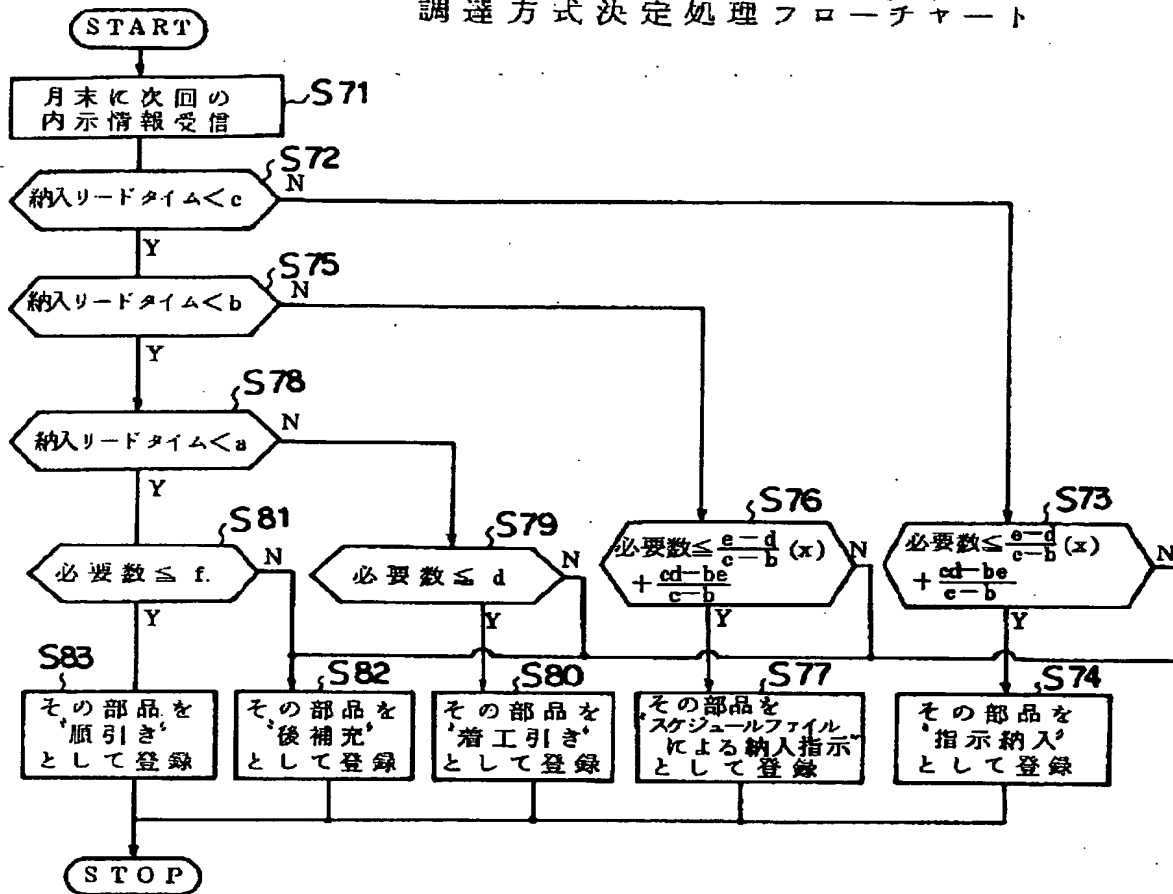 調達方式決定処理フローチャート
START
月末に次回の
内示情報受信
S71
S72
納入リードタイム<c
N
Y
S75
納入リードタイム<b
N
Y
S78
納入リードタイム<a
N
Y
S81
必要数≦ f.
N
Y
S79
必要数≦ d
N
Y
S76
必要数≦e-d/c-b(x)
+cd-be/c-b
N
Y
S73
必要数≦e-d/c-b(x)
+cd-be/c-b
N
Y
S83
その部品を
"順引き"
として登録
S82
その部品を
"後補充"
として登録
S80
その部品を
"着工引き"
として登録
S77
その部品を
"スケジュールファイル
による納入指示"
として登録
S74
その部品を
"指示納入"
として登録
STOP